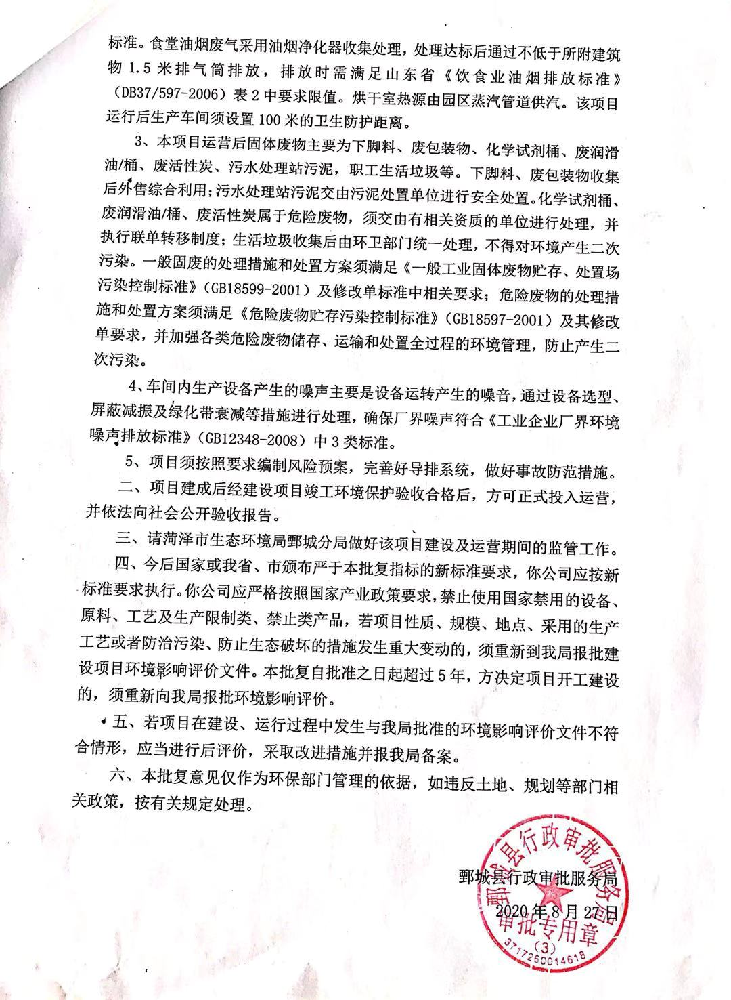 标准。食堂油烟废气采用油烟净化器收集处理，处理达标后通过不低于所附建筑
物 1.5 米排气筒排放，排放时需满足山东省《饮食业油烟排放标准》
（DB37/597-2006）表 2 中要求限值。烘干室热源由园区蒸汽管道供汽。该项目
运行后生产车间须设置 100 米的卫生防护距离。
3、本项目运营后固体废物主要为下脚料、废包装物、化学试剂桶、废润滑
油/桶、废活性炭、污水处理站污泥，职工生活垃圾等。下脚料、废包装物收集
后外售综合利用；污水处理站污泥交由污泥处置单位进行安全处置。化学试剂桶、
废润滑油/桶、废活性炭属于危险废物，须交由有相关资质的单位进行处理，并
执行联单转移制度；生活垃圾收集后由环卫部门统一处理，不得对环境产生二次
污染。一般固废的处理措施和处置方案须满足《一般工业固体废物贮存、处置场
污染控制标准》（GB18599-2001）及修改单标准中相关要求；危险废物的处理措
施和处置方案须满足《危险废物贮存污染控制标准》（GB18597-2001）及其修改
单要求，并加强各类危险废物储存、运输和处置全过程的环境管理，防止产生二
次污染。
4、车间内生产设备产生的噪声主要是设备运转产生的噪音，通过设备选型、
屏蔽减振及绿化带衰减等措施进行处理，确保厂界噪声符合《工业企业厂界环境
噪声排放标准》（GB12348-2008）中 3 类标准。
5、项目须按照要求编制风险预案，完善好导排系统，做好事故防范措施。
二、项目建成后经建设项目竣工环境保护验收合格后，方可正式投入运营，
并依法向社会公开验收报告。
三、请菏泽市生态环境局鄄城分局做好该项目建设及运营期间的监管工作。
四、今后国家或我省、市颁布严于本批复指标的新标准要求，你公司应按新
标准要求执行。你公司应严格按照国家产业政策要求，禁止使用国家禁用的设备、
原料、工艺及生产限制类、禁止类产品，若项目性质、规模、地点、采用的生产
工艺或者防治污染、防止生态破坏的措施发生重大变动的，须重新到我局报批建
设项目环境影响评价文件。本批复自批准之日起超过 5 年，方决定项目开工建设
的，须重新向我局报批环境影响评价。
五、若项目在建设、运行过程中发生与我局批准的环境影响评价文件不符
合情形，应当进行后评价，采取改进措施并报我局备案。
六、本批复意见仅作为环保部门管理的依据，如违反土地、规划等部门相
关政策，按有关规定处理。
鄄城县行政审批服务局
鄄城县行政审批服务局
2020 年 8 月 27 日
审批专用章
（3）
3717260014618